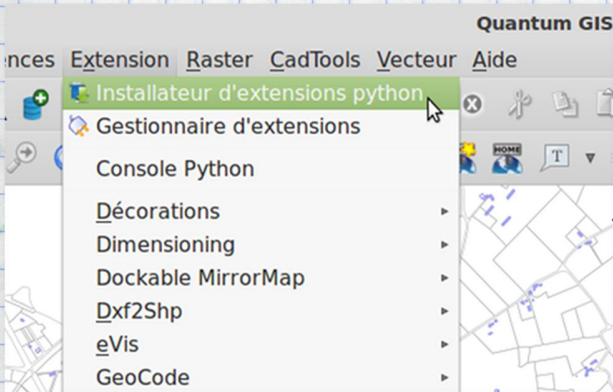 Quantum GIS
nces Extension Raster CadTools Vecteur Aide
Installateur d'extensions python
Gestionnaire d'extensions
HOME
T
Console Python
Décorations
Dimensioning
Dockable MirrorMap
Dxf2Shp
eVis
GeoCode